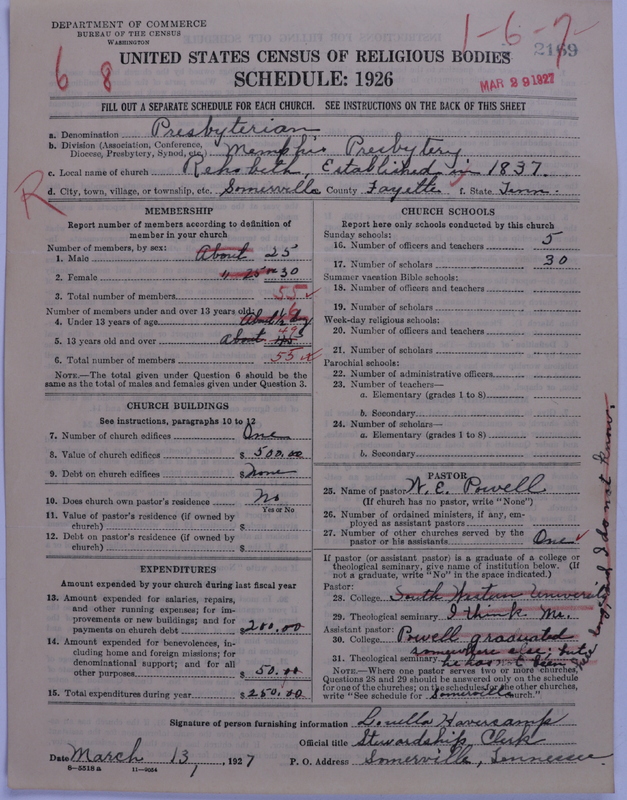 DEPARTMENT OF COMMERCE
BUREAU OF THE CENSUS
WASHINGTON
1-6-7
2169
MAR 29 1927
6 8
UNITED STATES CENSUS OF RELIGIOUS BODIES
SCHEDULE: 1926
FILL OUT A SEPARATE SCHEDULE FOR EACH CHURCH. SEE INSTRUCTIONS ON THE BACK OF THIS SHEET
a. Denomination Presbyterian
b. Division (Association, Conference, Diocese, Presbytery, Synod, etc.) Memphis Presbytery
c. Local name of church Rehobeth, Established in 1837.
d. City, town, village, or township, etc. Somerville County Fayette f. State Tenn.
R
MEMBERSHIP
Report number of members according to definition of
member in your church
Number of members, by sex:
1. Male About 25
2. Female " 25 or 30
3. Total number of members 55
Number of members under and over 13 years old:
4. Under 13 years of age 6
5. 13 years old and over about 45 49
6. Total number of members 55
NOTE.—The total given under Question 6 should be
same as the total of males and females given under Question 3.
CHURCH BUILDINGS
See instructions, paragraphs 10 to 12
7. Number of church edifices One
8. Value of church edifices $ 500.00
9. Debt on church edifices $ None
10. Does church own pastor's residence No
Yes or No
11. Value of pastor's residence (if owned by
church) $
12. Debt on pastor's residence (if owned by
church) $
EXPENDITURES
Amount expended by your church during last fiscal year
13. Amount expended for salaries, repairs,
and other running expenses; for im-
provements or new buildings; and for
payments on church debt $ 200.00
14. Amount expended for benevolences, in-
cluding home and foreign missions; for
denominational support; and for all
other purposes $ 50.00
15. Total expenditures during year $ 250.00
CHURCH SCHOOLS
Report here only schools conducted by this church
Sunday schools:
16. Number of officers and teachers 5
17. Number of scholars 30
Summer vacation Bible schools:
18. Number of officers and teachers
19. Number of scholars
Week-day religious schools:
20. Number of officers and teachers
21. Number of scholars
Parochial schools:
22. Number of administrative officers
23. Number of teachers—
a. Elementary (grades 1 to 8)
b. Secondary
24. Number of scholars—
a. Elementary (grades 1 to 8)
b. Secondary
PASTOR
25. Name of pastor W. E. Powell
(If church has no pastor, write "None")
26. Number of ordained ministers, if any, em-
ployed as assistant pastors
27. Number of other churches served by the
pastor or his assistants One
If pastor (or assistant pastor) is a graduate of a college or
theological seminary, give name of institution below. (If
not a graduate, write "No" in the space indicated.)
Pastor:
28. College South Western University
29. Theological seminary I think Mr.
Assistant pastor:
30. College Powell graduated
somewhere else; but
31. Theological seminary he has not been
and I do not know.
NOTE.—Where one pastor serves two or more churches,
Questions 28 and 29 should be answered only on the schedule
for one of the churches; on the schedules for the other churches,
write "See schedule for Somerville church."
Signature of person furnishing information Louella Havercamp
Official title Stewardship Clerk
Date March 13, 1927 P. O. Address Somerville, Tennessee.
6-5518 a 11-9034